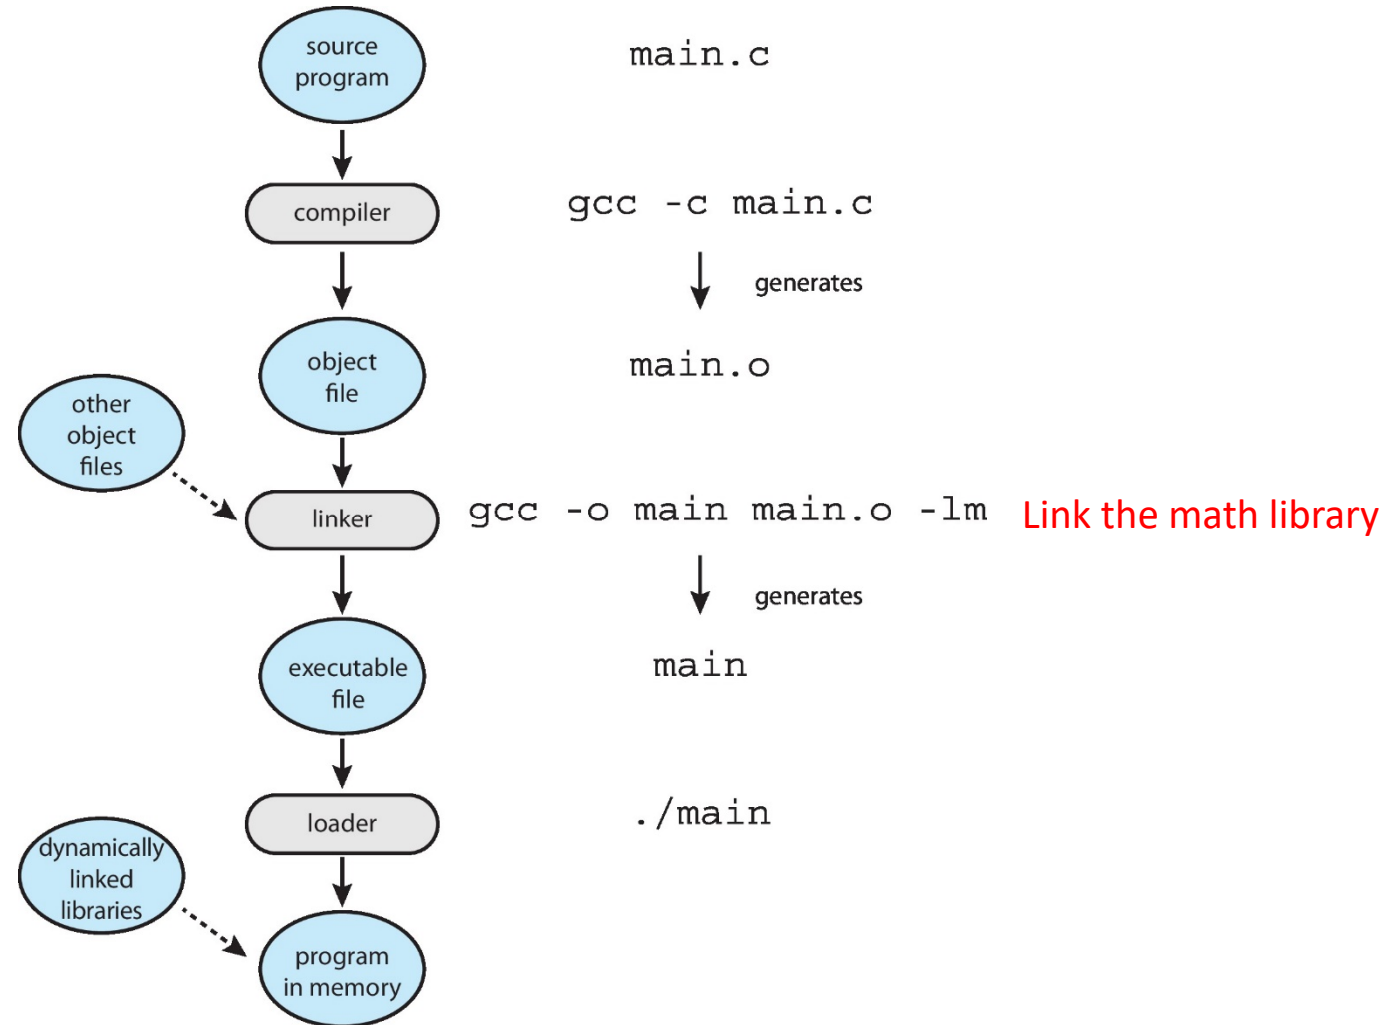 source
program
main.c
compiler
gcc -c main.c
generates
object
file
main.o
other
object
files
linker
gcc -o main main.o -lm
Link the math library
generates
executable
file
main
loader
./main
dynamically
linked
libraries
program
in memory